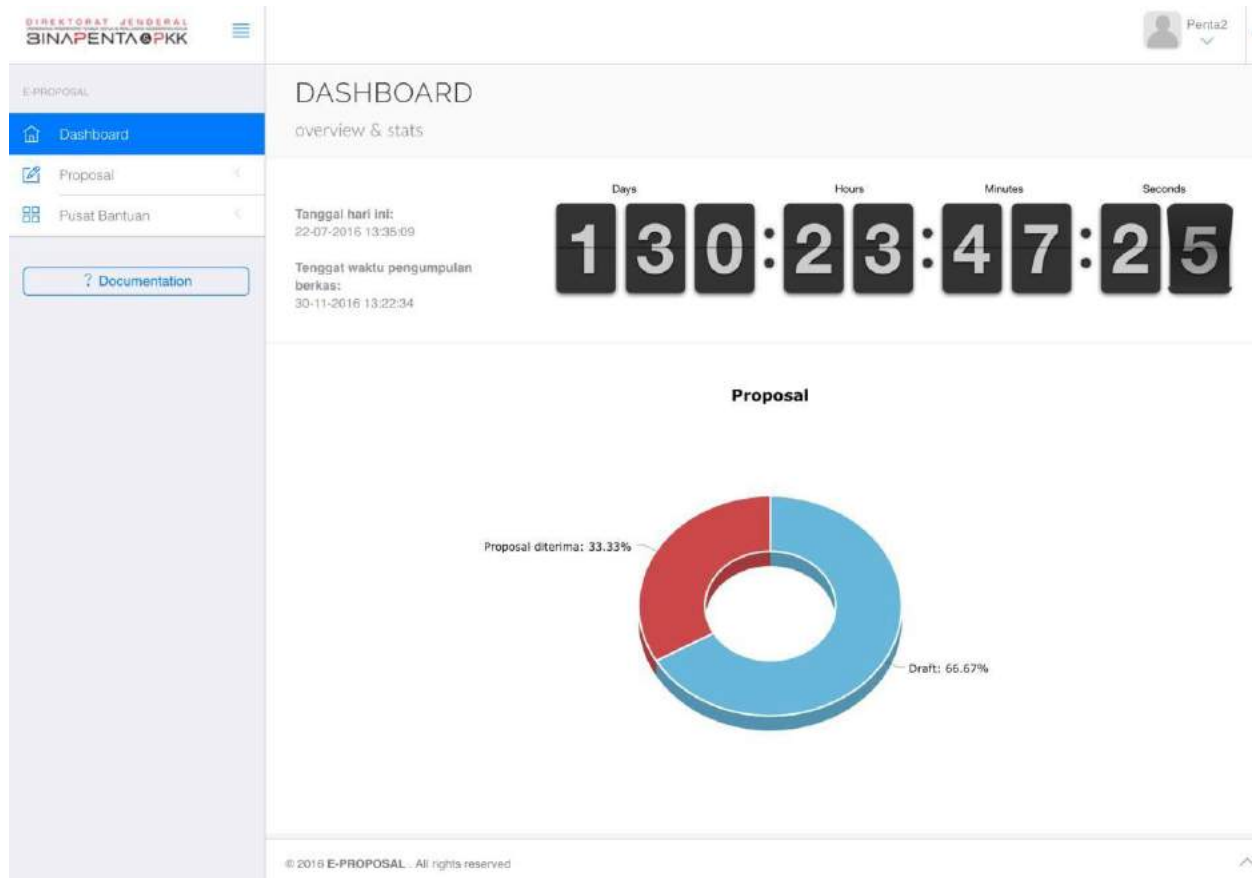 DIREKTORAT JENDERAL
BINAPENTA@PKK
Penta2
E-PROPOSAL
Dashboard
Proposal
Pusat Bantuan
? Documentation
DASHBOARD
overview & stats
Tanggal hari ini:
22-07-2016 13:35:09
Tenggat waktu pengumpulan
berkas:
30-11-2016 13:22:34
Days Hours Minutes Seconds
130:23:47:25
Proposal
Proposal diterima: 33.33%
Draft: 66.67%
© 2016 E-PROPOSAL . All rights reserved